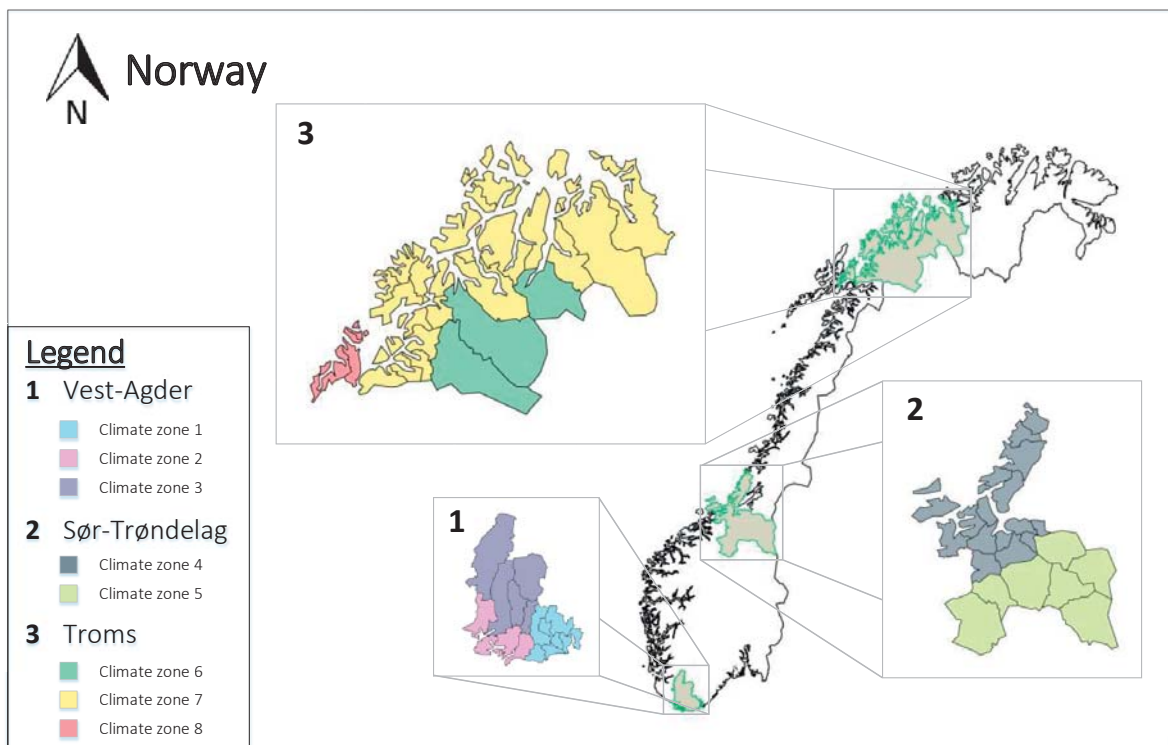 Norway
N
3
2
1
Legend
1 Vest-Agder
Climate zone 1
Climate zone 2
Climate zone 3
2 Sør-Trøndelag
Climate zone 4
Climate zone 5
3 Troms
Climate zone 6
Climate zone 7
Climate zone 8